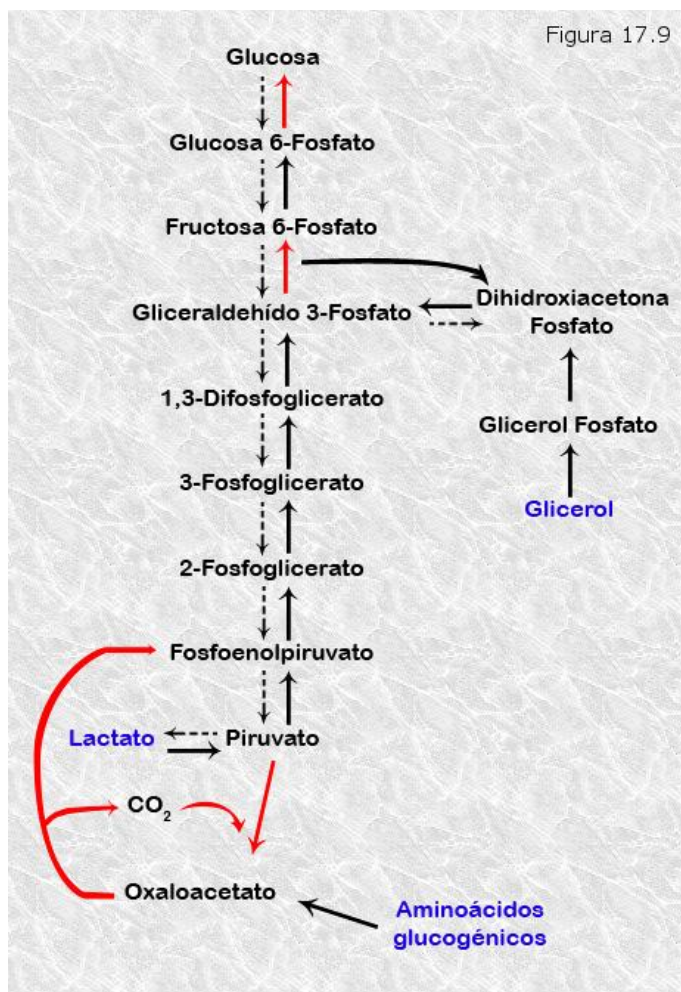 Figura 17.9
Glucosa
Glucosa 6-Fosfato
Fructosa 6-Fosfato
Gliceraldehído 3-Fosfato
Dihidroxiacetona
Fosfato
1,3-Difosfoglicerato
Glicerol Fosfato
3-Fosfoglicerato
Glicerol
2-Fosfoglicerato
Fosfoenolpiruvato
Lactato
Piruvato
CO2
Oxaloacetato
Aminoácidos
glucogénicos